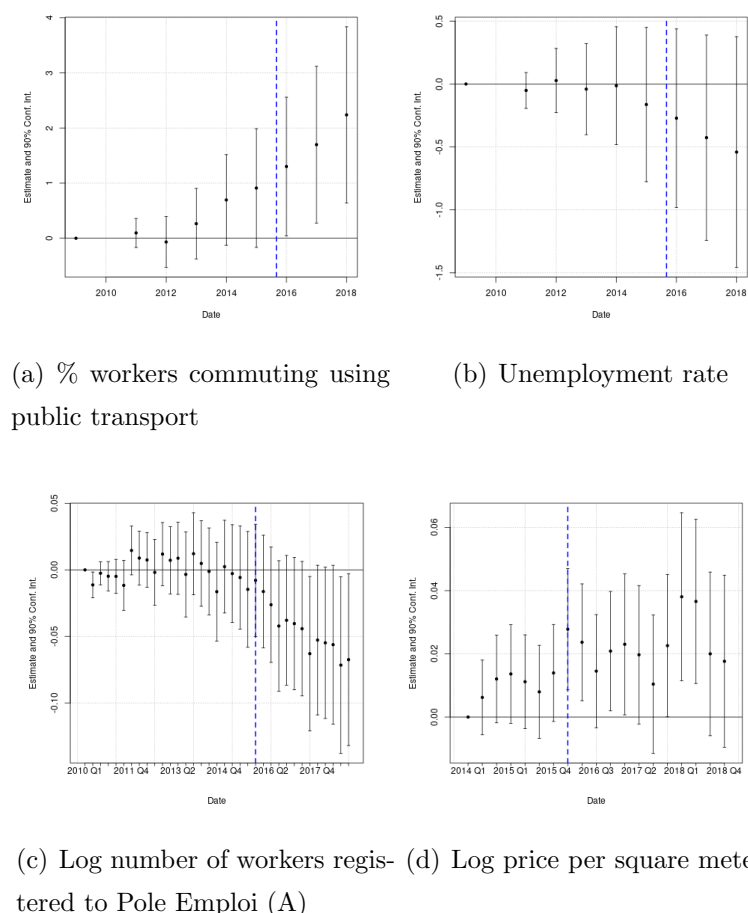 4
3
2
1
0
Estimate and 90% Conf. Int.
2010 2012 2014 2016 2018
Date
0.5
0.0
-0.5
-1.0
-1.5
Estimate and 90% Conf. Int.
2010 2012 2014 2016 2018
Date
(a) % workers commuting using
public transport
(b) Unemployment rate
0.05
0.00
-0.05
-0.10
Estimate and 90% Conf. Int.
2010 Q1 2011 Q4 2013 Q2 2014 Q4 2016 Q2 2017 Q4
Date
0.06
0.04
0.02
0.00
Estimate and 90% Conf. Int.
2014 Q1 2015 Q1 2015 Q4 2016 Q3 2017 Q2 2018 Q1 2018 Q4
Date
(c) Log number of workers regis-
tered to Pole Emploi (A)
(d) Log price per square mete